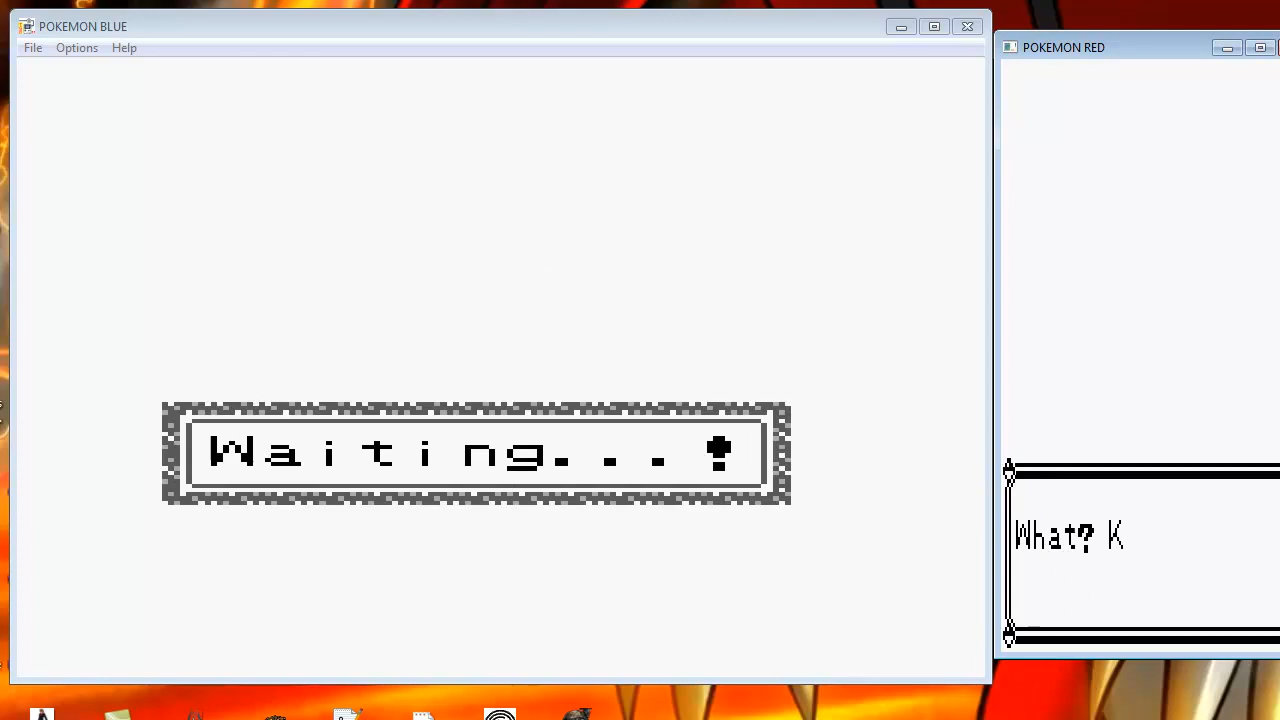 POKEMON BLUE
File Options Help
Waiting...!
POKEMON RED
What? K